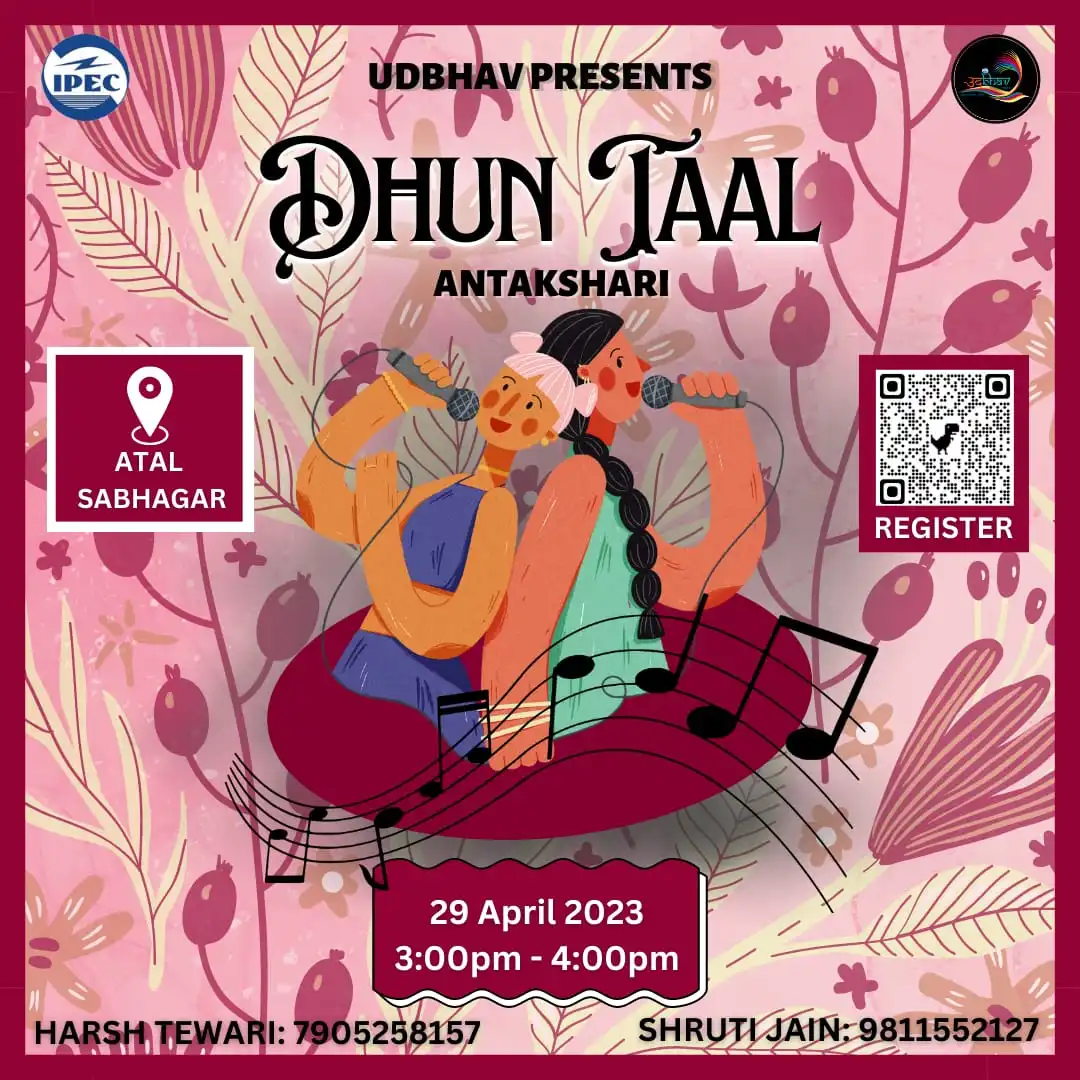 IPEC
उदbhav
UDBHAV PRESENTS
DHUN TAAL
ANTAKSHARI
ATAL
SABHAGAR
REGISTER
29 April 2023
3:00pm - 4:00pm
HARSH TEWARI: 7905258157
SHRUTI JAIN: 9811552127